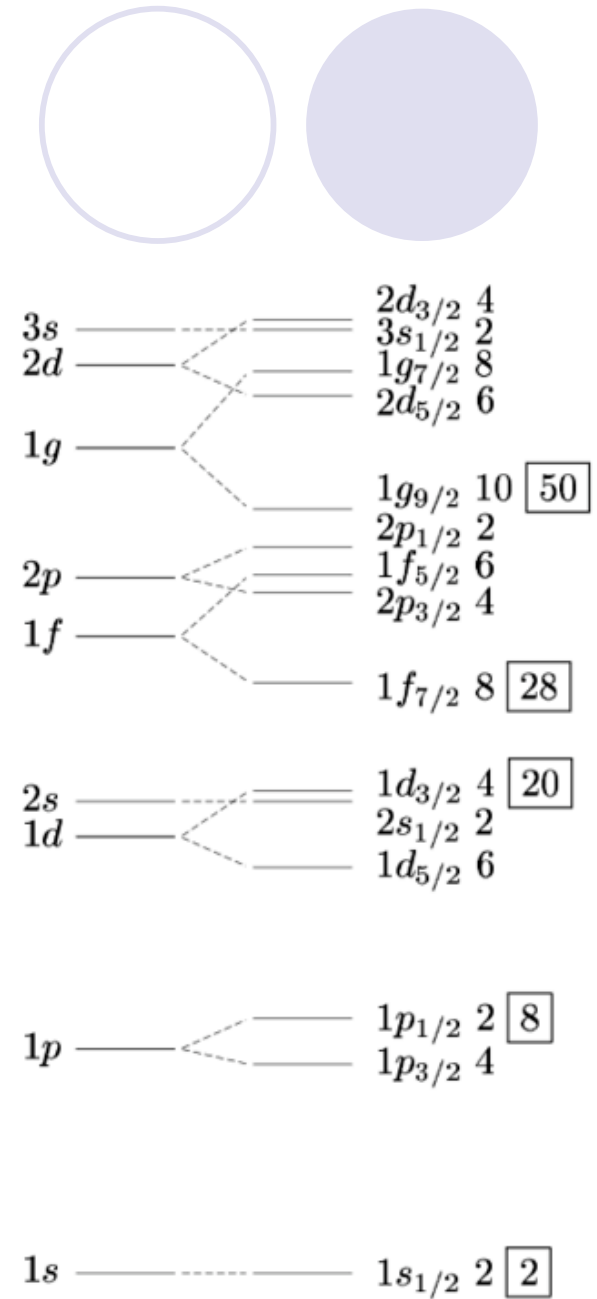 3s
2d
1g
2p
1f
2s
1d
1p
1s
2d3/2 4
3s1/2 2
1g7/2 8
2d5/2 6
1g9/2 10 50
2p1/2 2
1f5/2 6
2p3/2 4
1f7/2 8 28
1d3/2 4 20
2s1/2 2
1d5/2 6
1p1/2 2 8
1p3/2 4
1s1/2 2 2